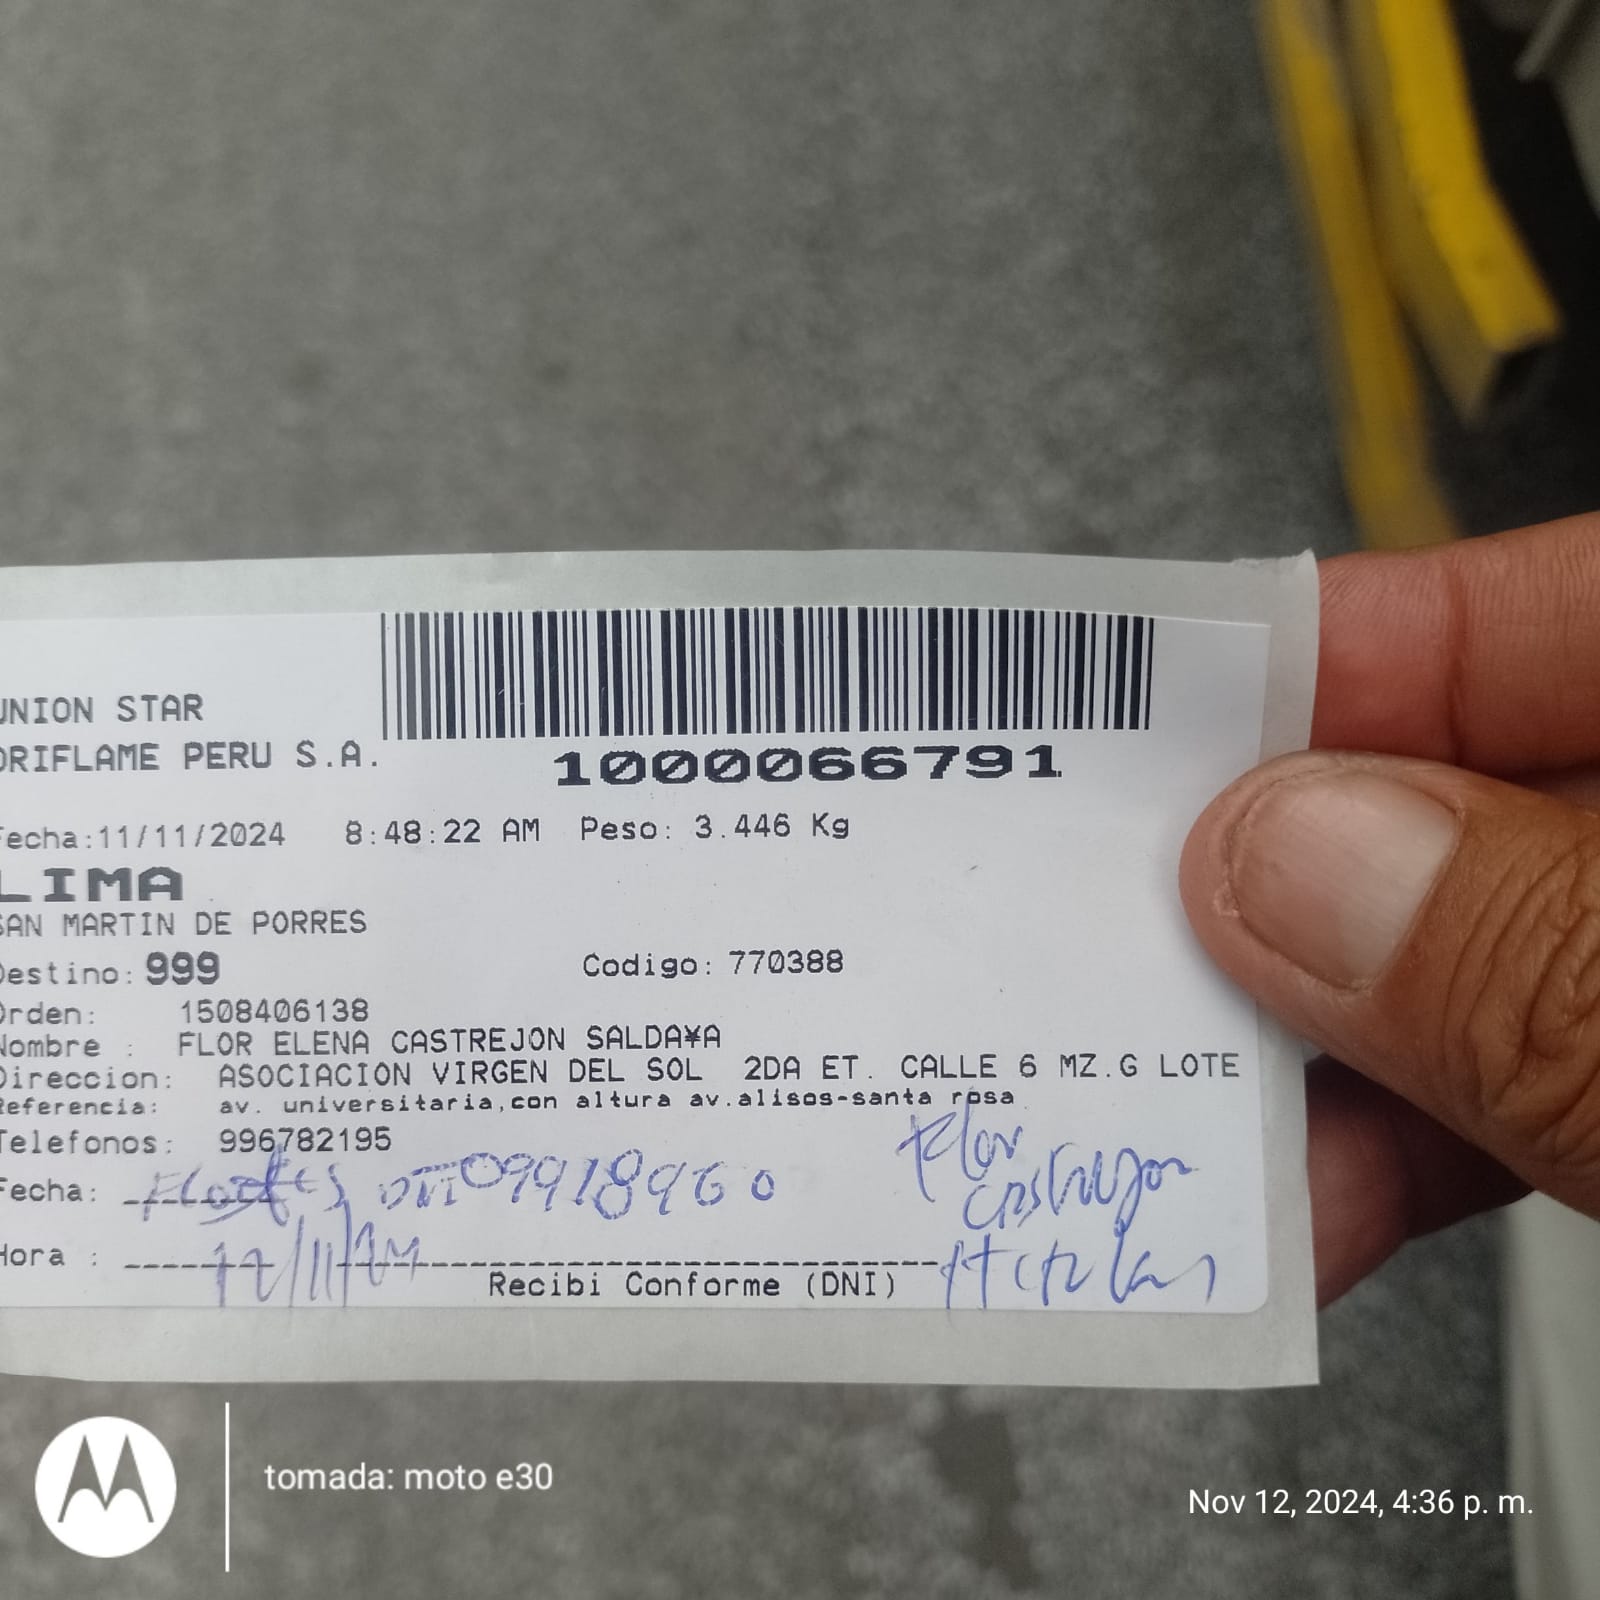 UNION STAR
ORIFLAME PERU S.A.
1000066791
Fecha:11/11/2024 8:48:22 AM Peso: 3.446 Kg
LIMA
SAN MARTIN DE PORRES
Destino: 999 Codigo: 770388
Orden: 1508406138
Nombre : FLOR ELENA CASTREJON SALDA¥A
Direccion: ASOCIACION VIRGEN DEL SOL 2DA ET. CALLE 6 MZ.G LOTE
Referencia: av. universitaria,con altura av.alisos-santa rosa
Telefonos: 996782195
Fecha: 09918960 Flor
Castrejon
Hora : 12/11/24
Recibi Conforme (DNI) titular
tomada: moto e30
Nov 12, 2024, 4:36 p. m.